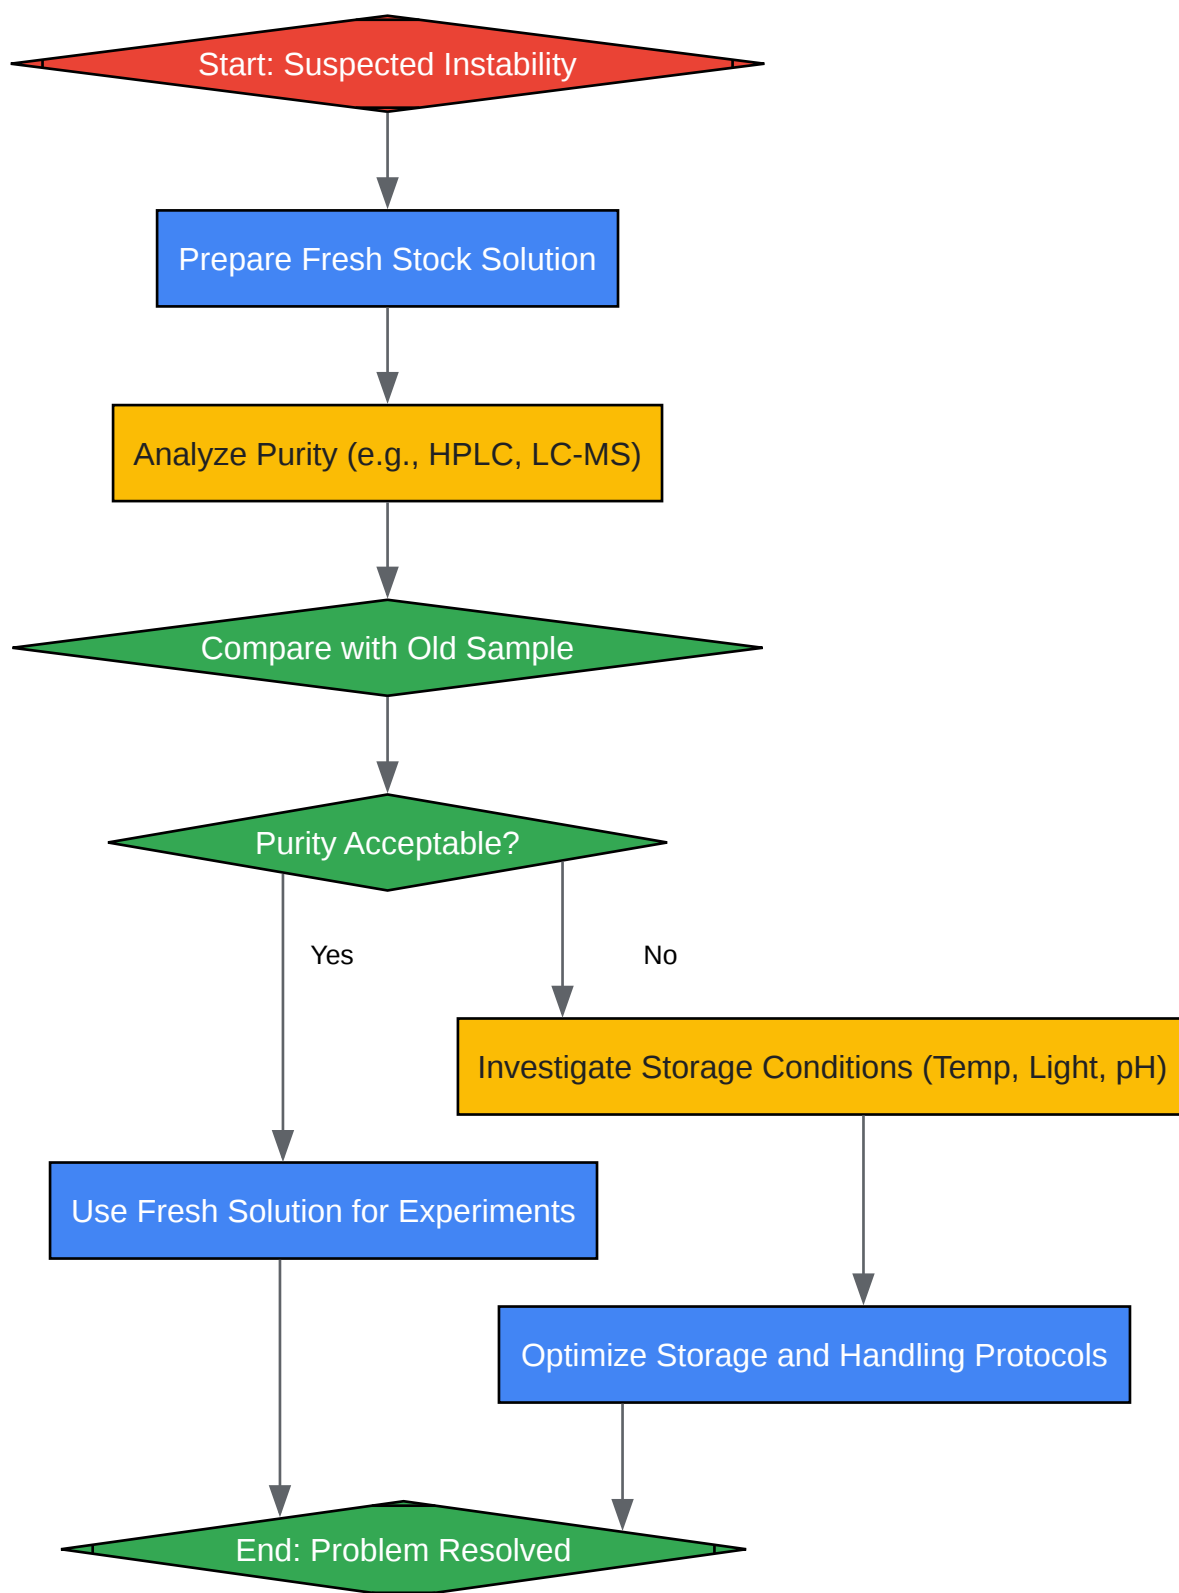 Start: Suspected Instability
Prepare Fresh Stock Solution
Analyze Purity (e.g., HPLC, LC-MS)
Compare with Old Sample
Purity Acceptable?
Yes
No
Investigate Storage Conditions (Temp, Light, pH)
Use Fresh Solution for Experiments
Optimize Storage and Handling Protocols
End: Problem Resolved